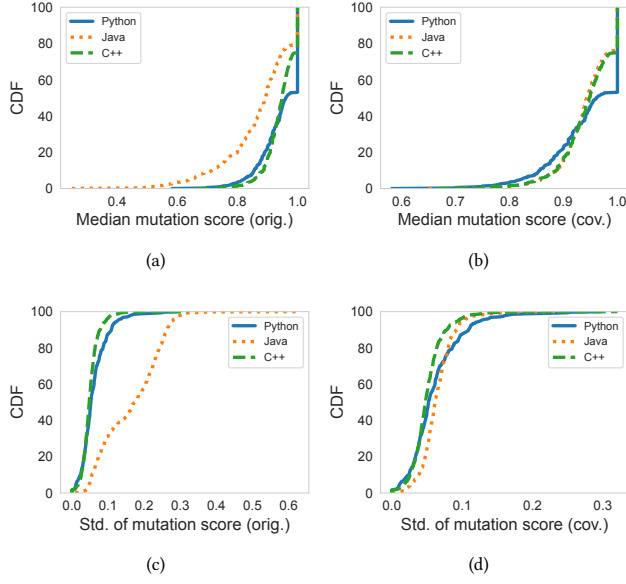 100
80
60
40
20
0
CDF
Python
Java
C++
0.4
0.6
0.8
1.0
Median mutation score (orig.)
(a)
100
80
60
40
20
0
CDF
Python
Java
C++
0.6
0.7
0.8
0.9
1.0
Median mutation score (cov.)
(b)
100
80
60
40
20
0
CDF
Python
Java
C++
0.0
0.1
0.2
0.3
0.4
0.5
0.6
Std. of mutation score (orig.)
(c)
100
80
60
40
20
0
CDF
Python
Java
C++
0.0
0.1
0.2
0.3
Std. of mutation score (cov.)
(d)